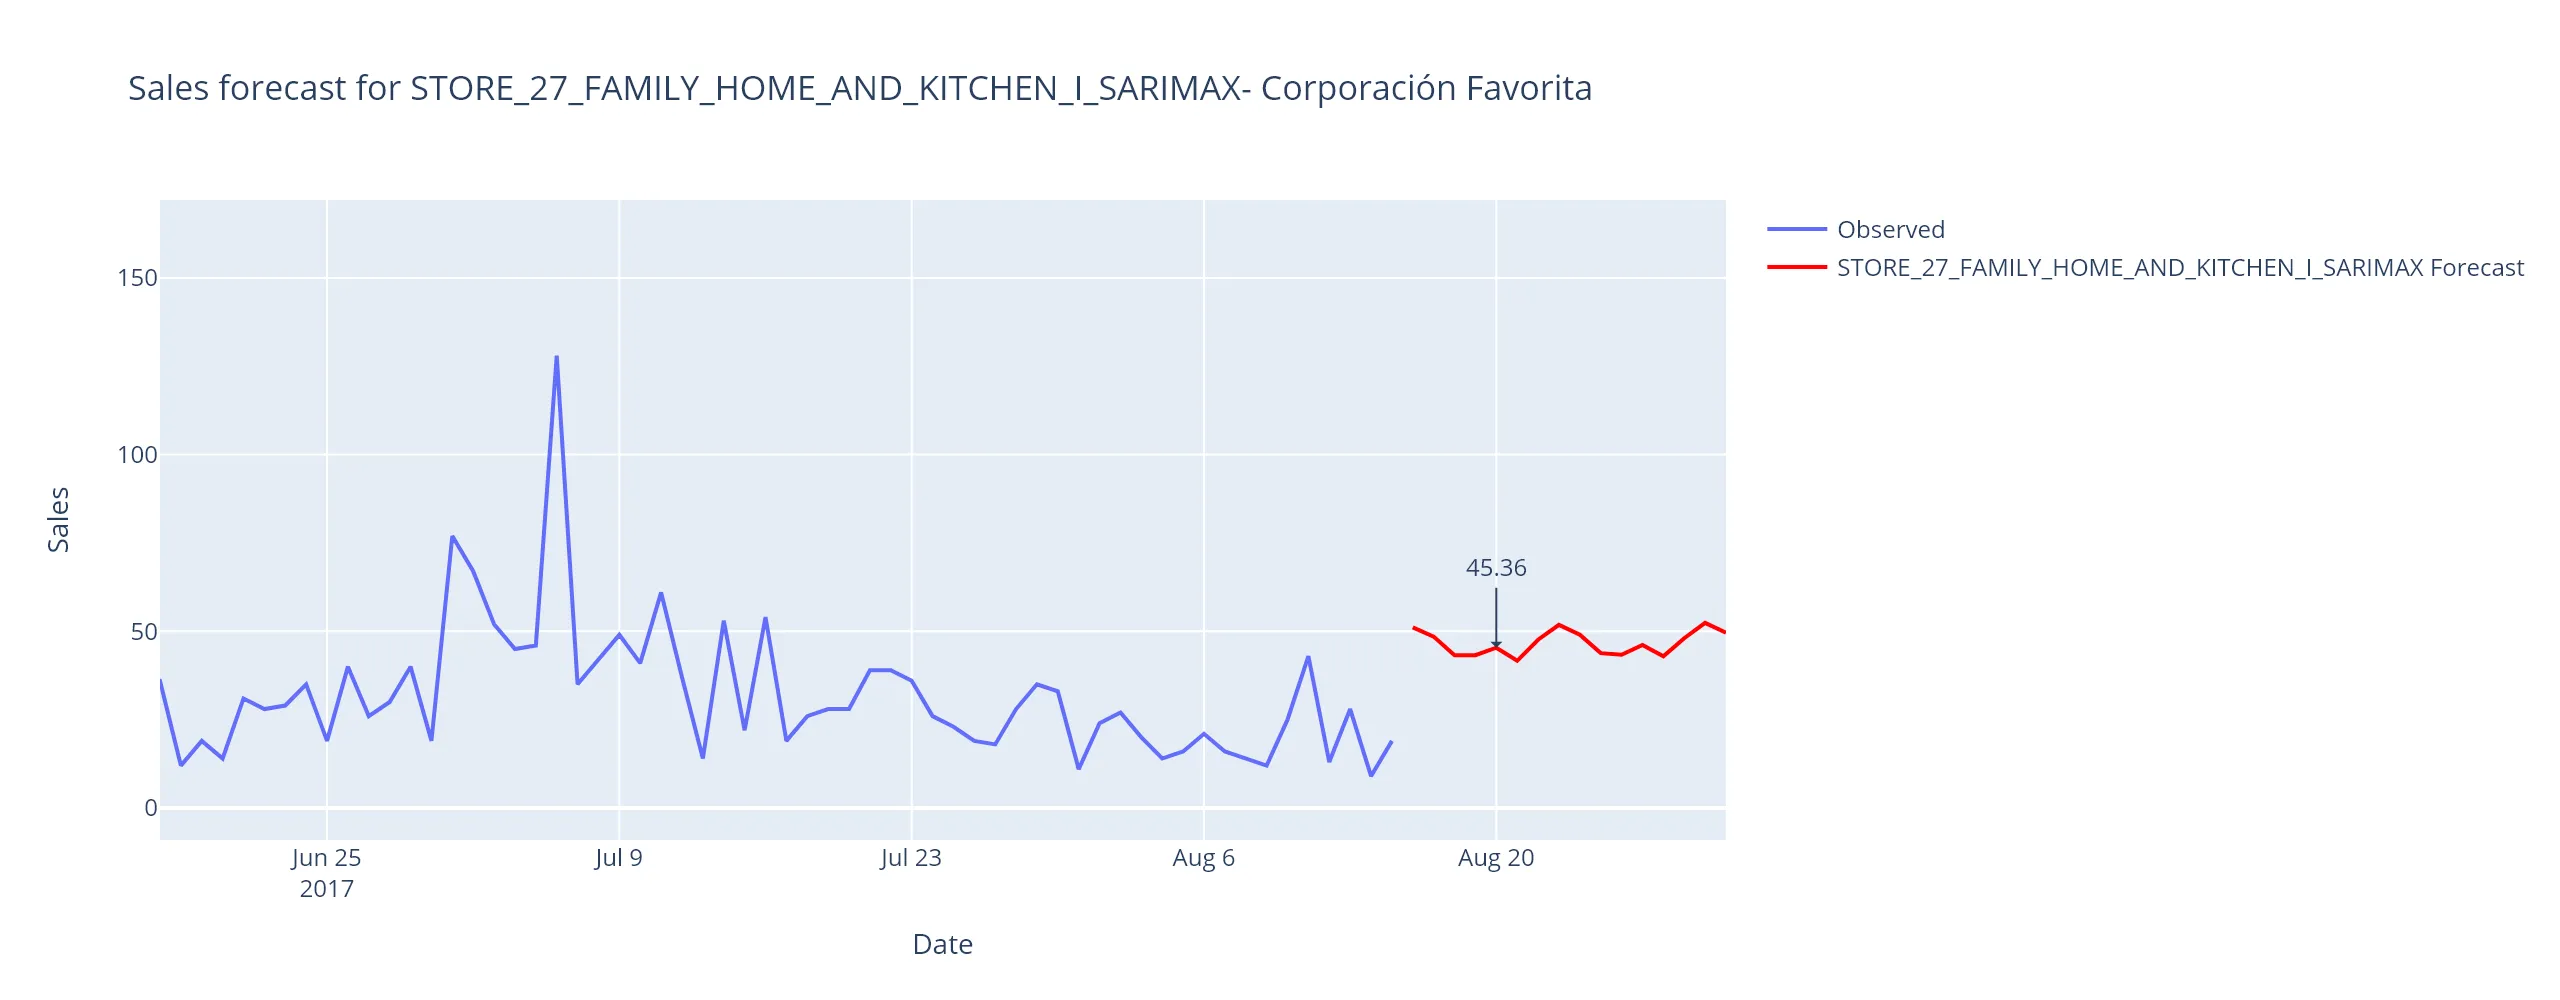 Sales forecast for STORE_27_FAMILY_HOME_AND_KITCHEN_I_SARIMAX- Corporación Favorita
Observed
STORE_27_FAMILY_HOME_AND_KITCHEN_I_SARIMAX Forecast
150
100
50
0
Sales
45.36
Jun 25
2017
Jul 9
Jul 23
Aug 6
Aug 20
Date